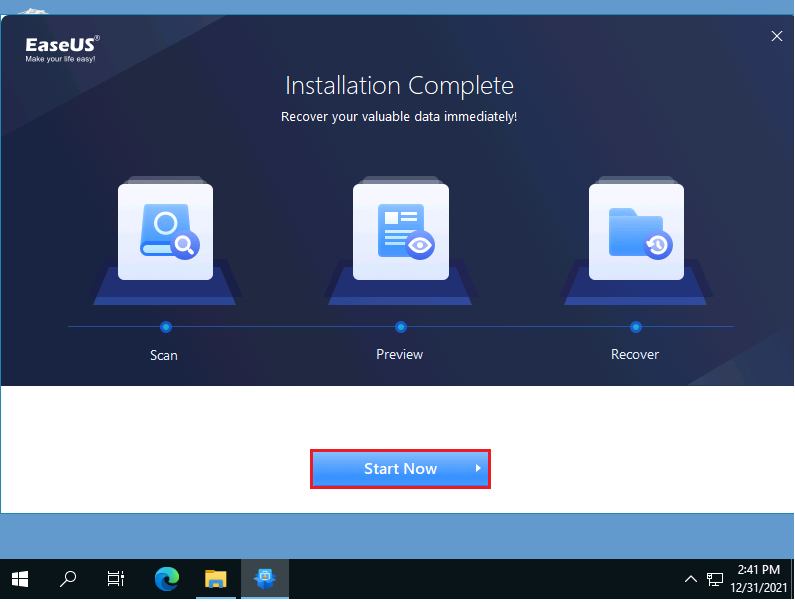 EaseUS®
Make your life easy!
Installation Complete
Recover your valuable data immediately!
Scan
Preview
Recover
Start Now
2:41 PM
12/31/2021